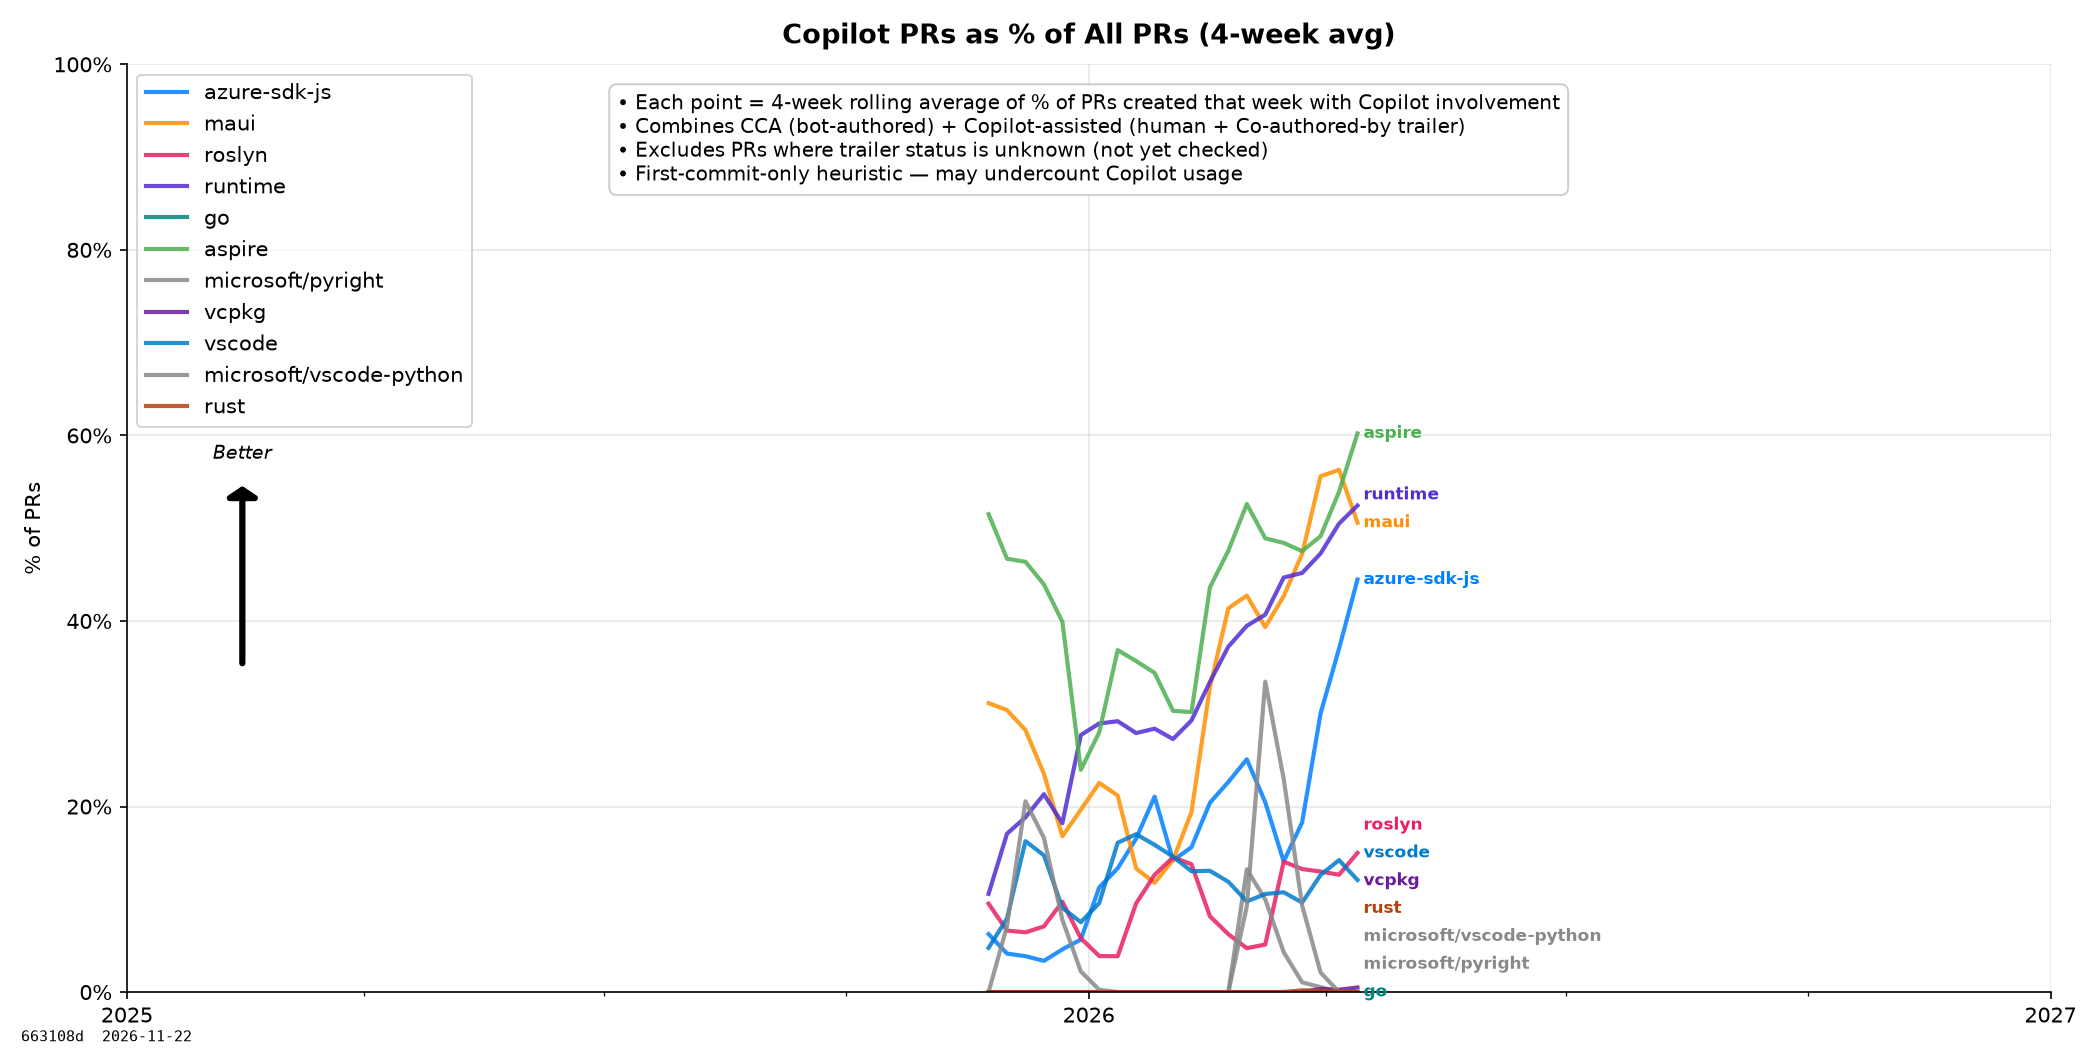 Copilot PRs as % of All PRs (4-week avg)
100%
80%
60%
40%
20%
0%
% of PRs
azure-sdk-js
maui
roslyn
runtime
go
aspire
microsoft/pyright
vcpkg
vscode
microsoft/vscode-python
rust
Better
• Each point = 4-week rolling average of % of PRs created that week with Copilot involvement
• Combines CCA (bot-authored) + Copilot-assisted (human + Co-authored-by trailer)
• Excludes PRs where trailer status is unknown (not yet checked)
• First-commit-only heuristic — may undercount Copilot usage
aspire
runtime
maui
azure-sdk-js
roslyn
vscode
vcpkg
rust
microsoft/vscode-python
microsoft/pyright
go
2025
2026
2027
663108d 2026-11-22